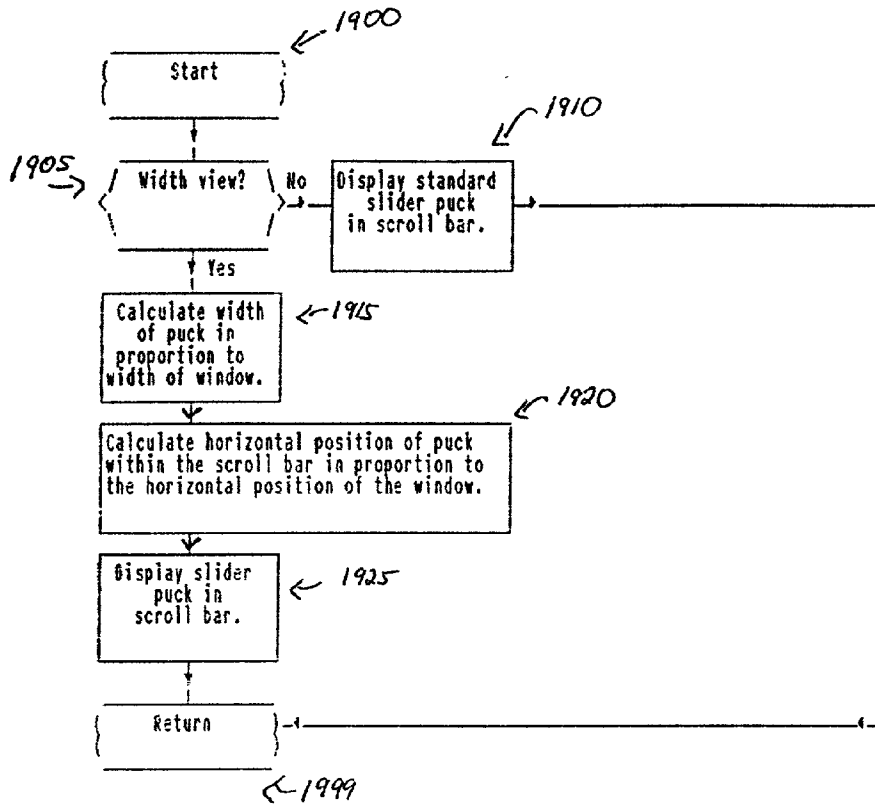 1900
Start
1910
1905
Width view?
No
Display standard
slider puck
in scroll bar.
Yes
Calculate width
of puck in
proportion to
width of window.
1915
1920
Calculate horizontal position of puck
within the scroll bar in proportion to
the horizontal position of the window.
Display slider
puck in
scroll bar.
1925
Return
1999